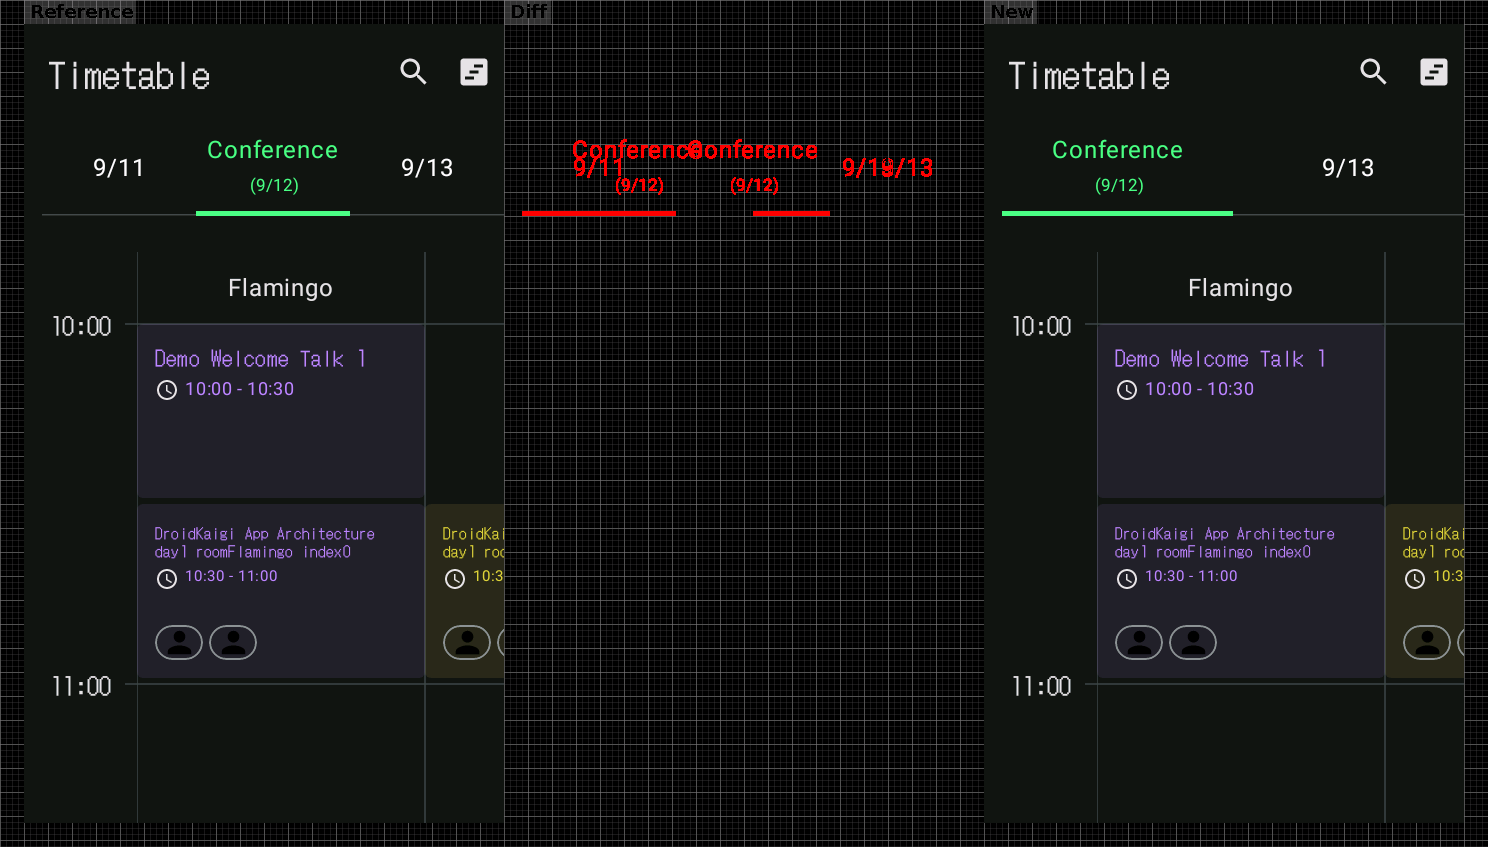 Reference
Timetable
9/11
Conference
(9/12)
9/13
Flamingo
10:00
Demo Welcome Talk 1
10:00 - 10:30
DroidKaigi App Architecture
day1 roomFlamingo index0
10:30 - 11:00
DroidKai
day1 roo
10:3
11:00
Diff
Conference
Conference
9/11
(9/12)
(9/12)
9/13
9/13
New
Timetable
Conference
(9/12)
9/13
Flamingo
10:00
Demo Welcome Talk 1
10:00 - 10:30
DroidKaigi App Architecture
day1 roomFlamingo index0
10:30 - 11:00
DroidKai
day1 roo
10:3
11:00